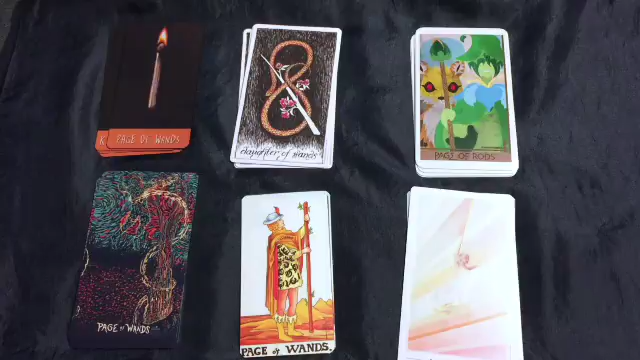 PAGE OF WANDS
daughter of wands
PAGE OF RODS
PAGE of WANDS
PAGE of WANDS.